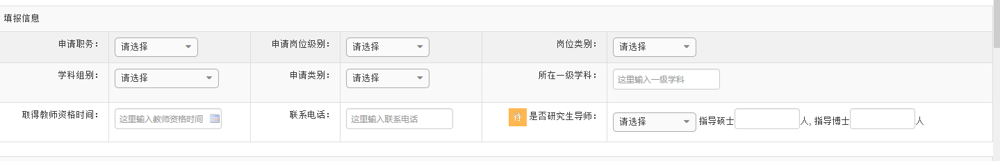 填报信息
申请职务： 请选择 申请岗位级别： 请选择 岗位类别： 请选择
学科组别： 请选择 申请类别： 请选择 所在一级学科： 这里输入一级学科
取得教师资格时间： 这里输入教师资格时间 联系电话： 这里输入联系电话 待 是否研究生导师： 请选择 指导硕士 人, 指导博士 人